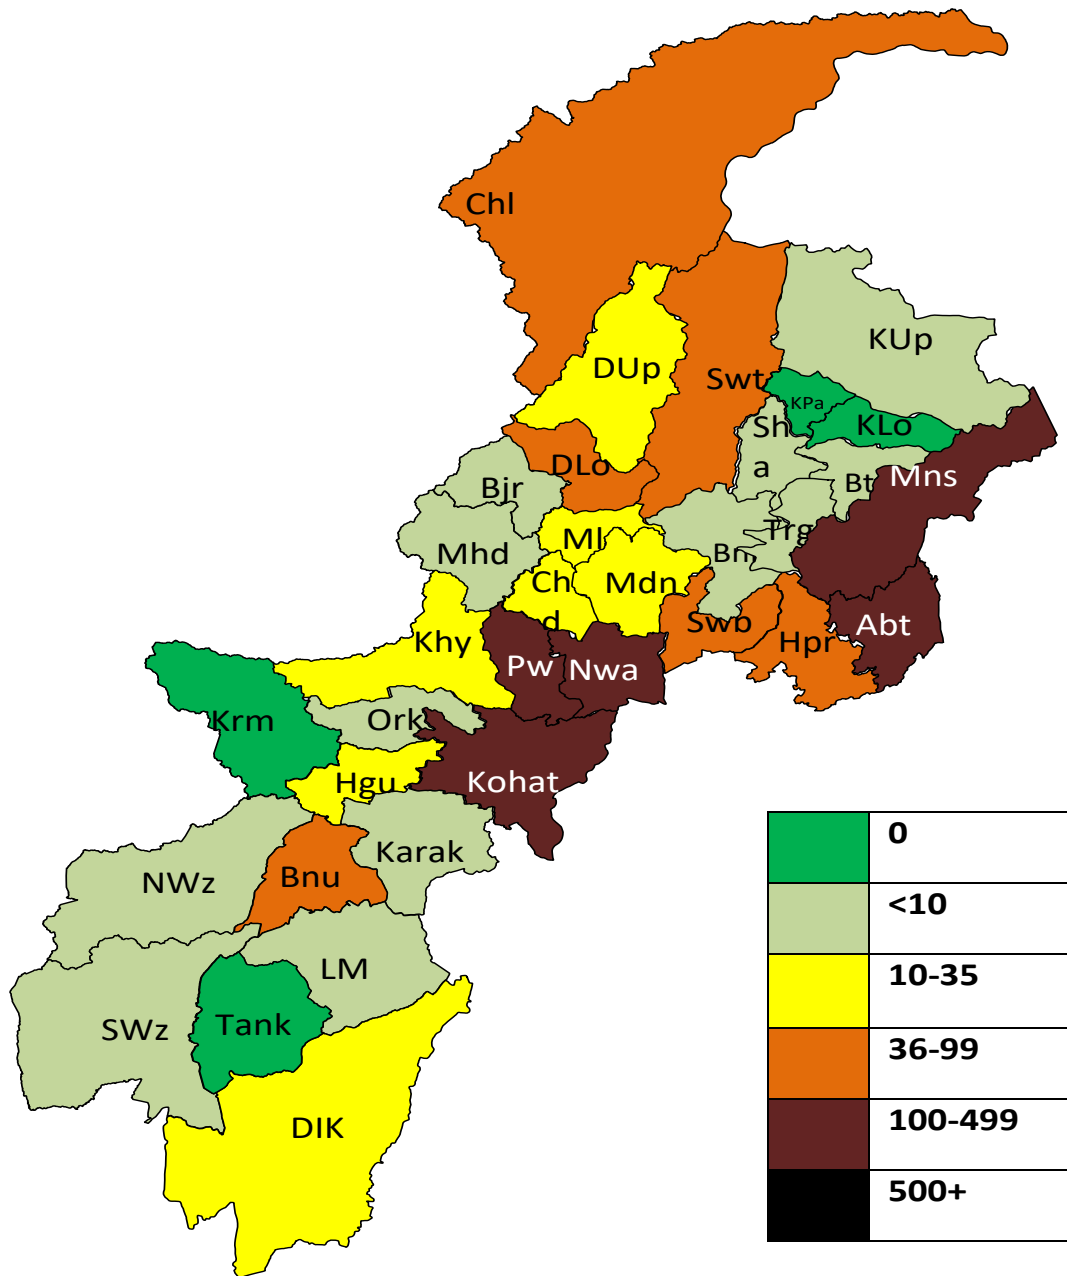 Chl
KUp
DUp
Swt
KPa
KLo
Sh
a
DLo
Mns
Bjr
Bt
Trg
Ml
Mhd
Bn
Ch
d
Mdn
Swb
Abt
Khy
Hpr
Pw
Nwa
Krm
Ork
Hgu
Kohat
Karak
NWz
Bnu
LM
SWz
Tank
DIK
0
<10
10-35
36-99
100-499
500+